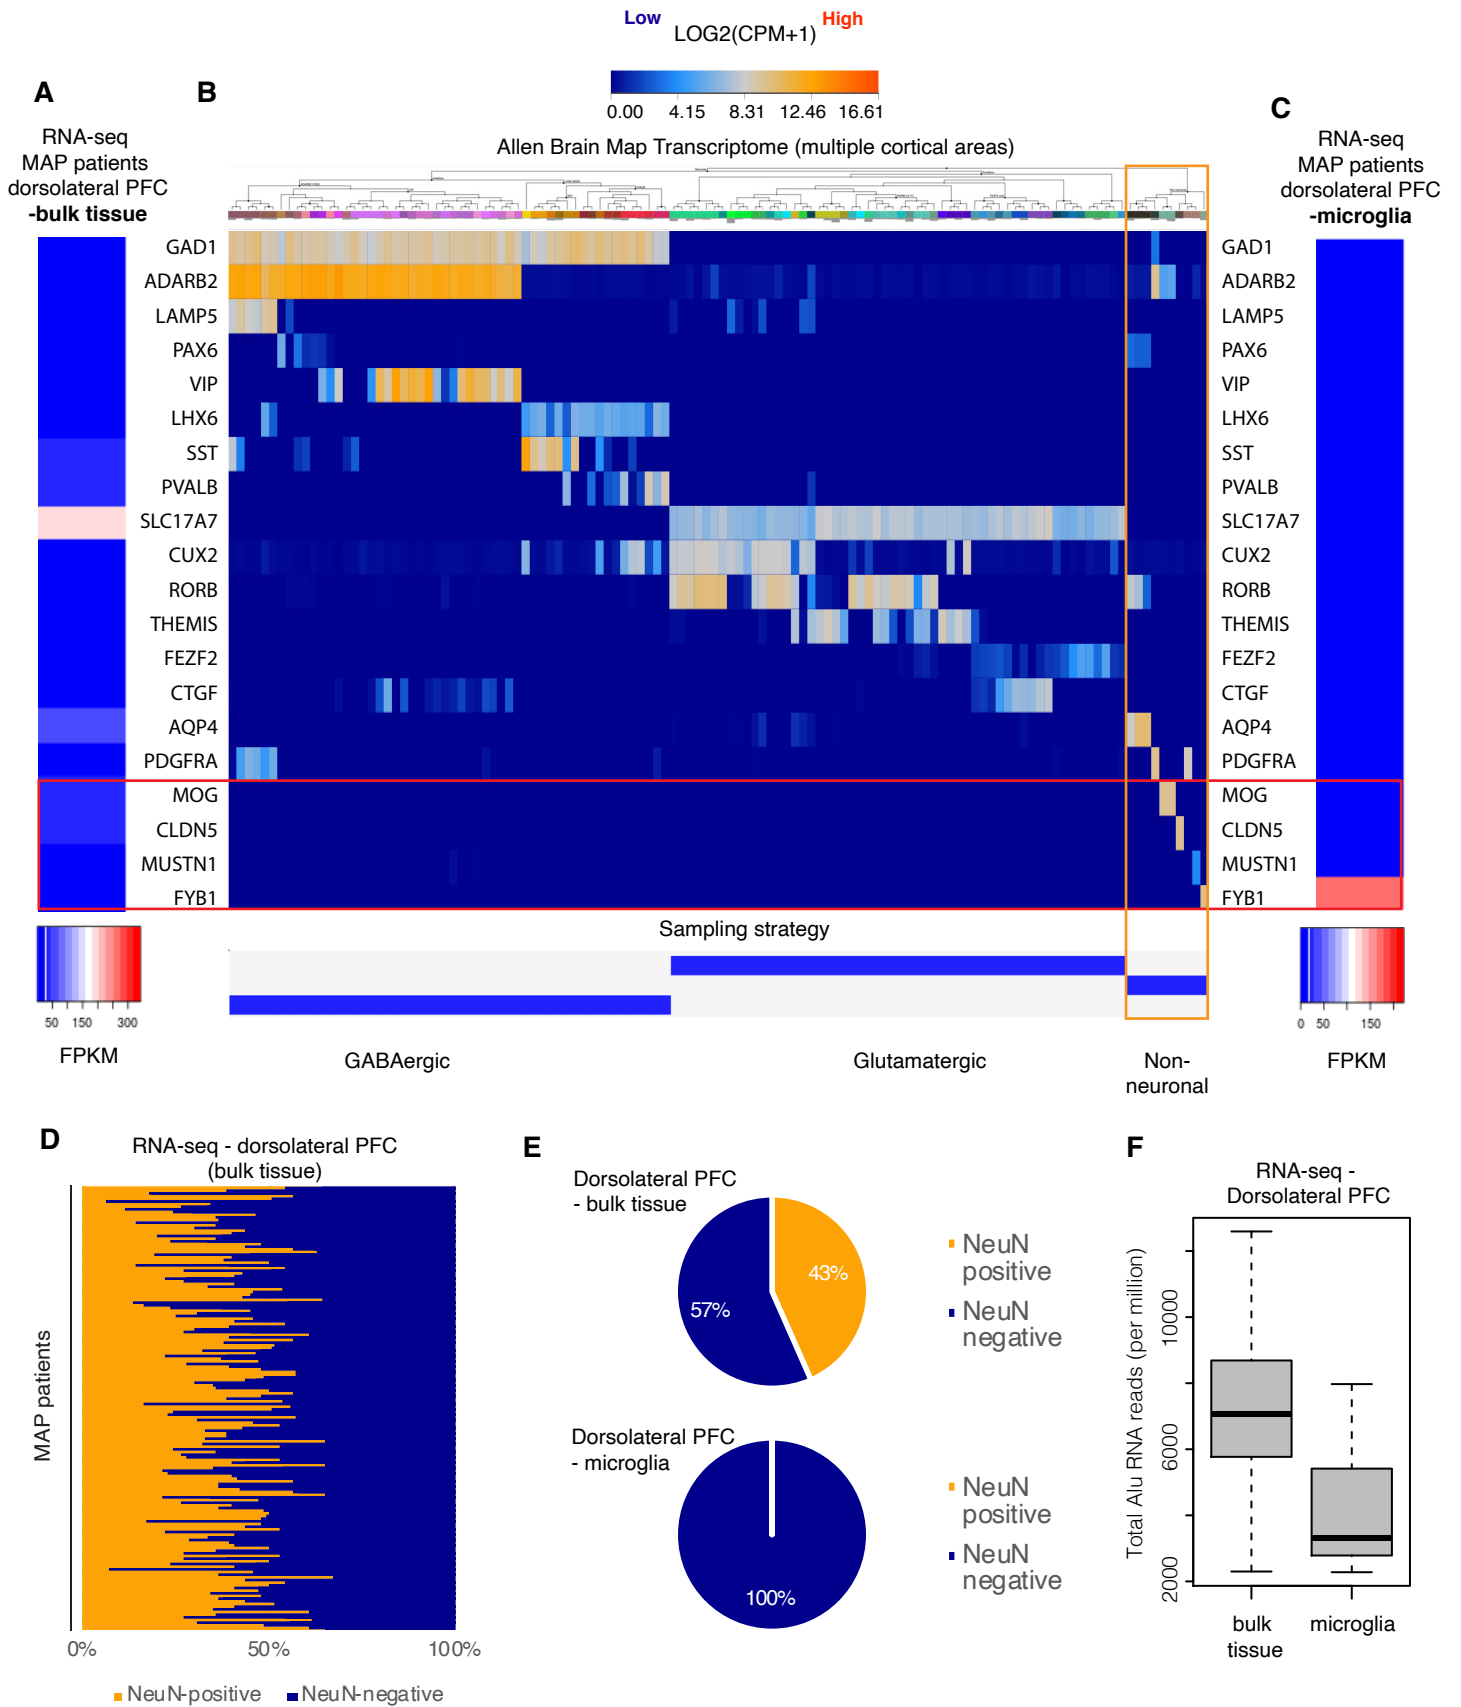 Low
High
LOG2(CPM+1)
0.00 4.15 8.31 12.46 16.61
A
B
C
RNA-seq
MAP patients
dorsolateral PFC
-bulk tissue
Allen Brain Map Transcriptome (multiple cortical areas)
RNA-seq
MAP patients
dorsolateral PFC
-microglia
GAD1
ADARB2
LAMP5
PAX6
VIP
LHX6
SST
PVALB
SLC17A7
CUX2
RORB
THEMIS
FEZF2
CTGF
AQP4
PDGFRA
MOG
CLDN5
MUSTN1
FYB1
GAD1
ADARB2
LAMP5
PAX6
VIP
LHX6
SST
PVALB
SLC17A7
CUX2
RORB
THEMIS
FEZF2
CTGF
AQP4
PDGFRA
MOG
CLDN5
MUSTN1
FYB1
50 150 300
FPKM
Sampling strategy
GABAergic
Glutamatergic
Non-
neuronal
0 50 150
FPKM
D
RNA-seq - dorsolateral PFC
(bulk tissue)
MAP patients
0% 50% 100%
NeuN-positive NeuN-negative
E
Dorsolateral PFC
- bulk tissue
43%
57%
NeuN
positive
NeuN
negative
Dorsolateral PFC
- microglia
100%
NeuN
positive
NeuN
negative
F
RNA-seq -
Dorsolateral PFC
Total Alu RNA reads (per million)
10000
6000
2000
bulk
tissue
microglia